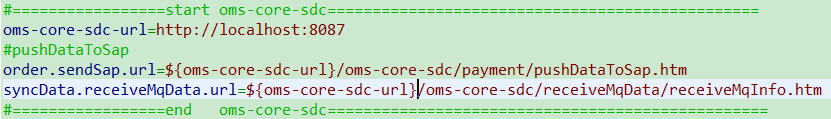 #================start oms-core-sdc=============================================
oms-core-sdc-url=http://localhost:8087
#pushDataToSap
order.sendSap.url=${oms-core-sdc-url}/oms-core-sdc/payment/pushDataToSap.htm
syncData.receiveMqData.url=${oms-core-sdc-url}/oms-core-sdc/receiveMqData/receiveMqInfo.htm
#================end   oms-core-sdc==============================================